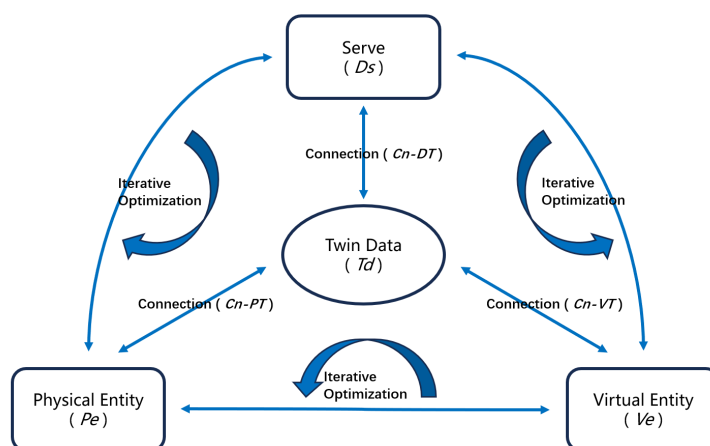 Serve
( Ds )
Connection ( Cn-DT)
Iterative
Optimization
Iterative
Optimization
Twin Data
( Td )
Connection ( Cn-PT)
Connection ( Cn-VT)
Iterative
Optimization
Physical Entity
( Pe )
Virtual Entity
( Ve )